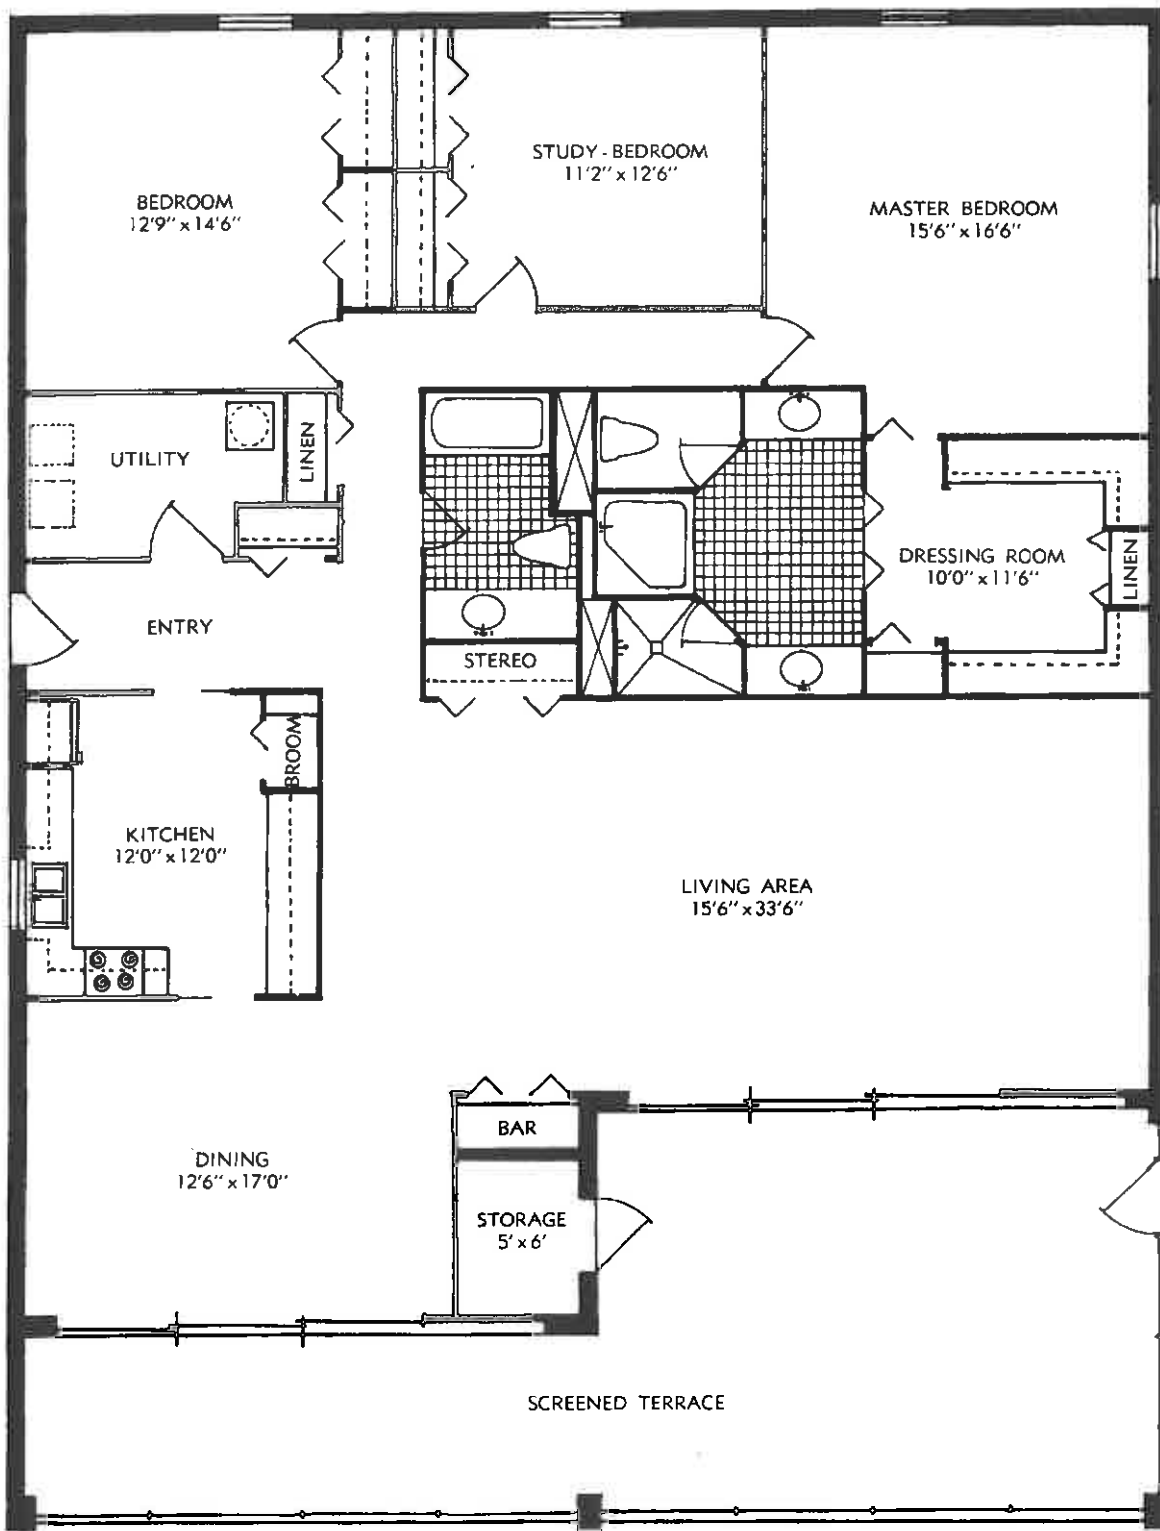 STUDY-BEDROOM
11'2" x 12'6"
BEDROOM
12'9" x 14'6"
MASTER BEDROOM
15'6" x 16'6"
UTILITY
LINEN
DRESSING ROOM
10'0" x 11'6"
LINEN
ENTRY
STEREO
BROOM
KITCHEN
12'0" x 12'0"
LIVING AREA
15'6" x 33'6"
BAR
DINING
12'6" x 17'0"
STORAGE
5' x 6'
SCREENED TERRACE